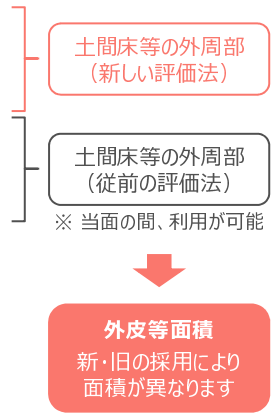 土間床等の外周部
（新しい評価法）
土間床等の外周部
（従前の評価法）
※ 当面の間、利用が可能
外皮等面積
新・旧の採用により
面積が異なります